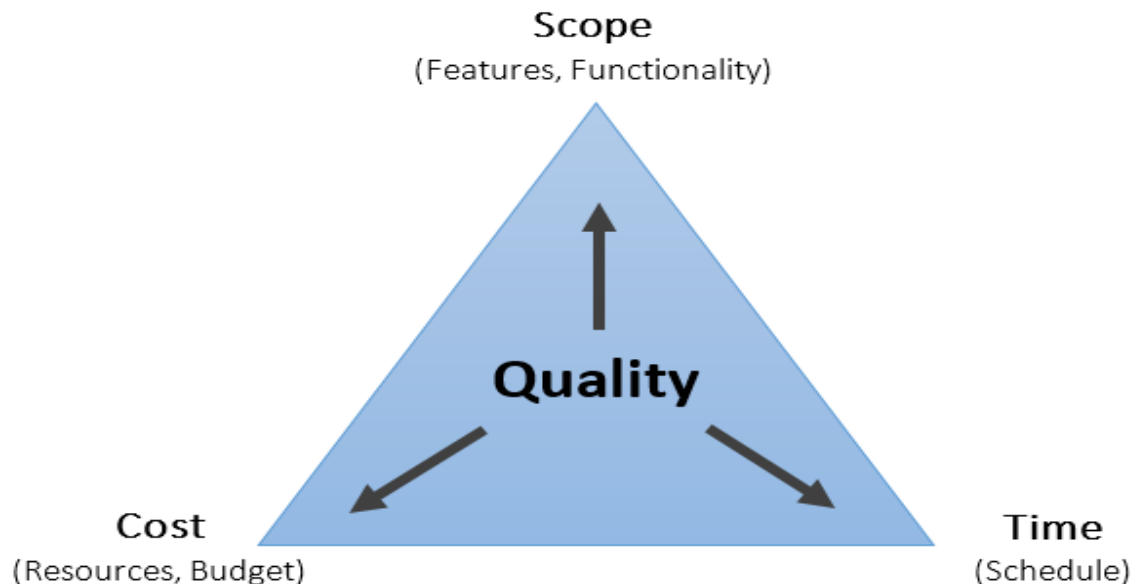 Scope
(Features, Functionality)
Quality
Cost
(Resources, Budget)
Time
(Schedule)